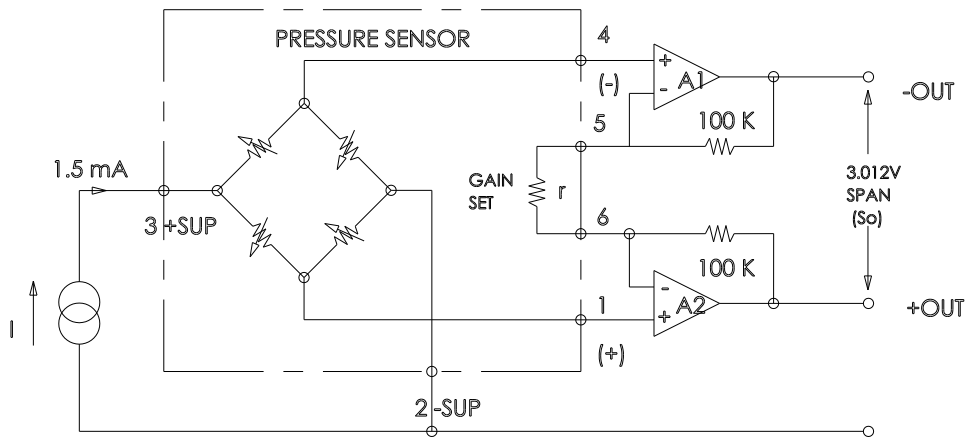 PRESSURE SENSOR
4
(-)
+
-
A1
-OUT
100 K
5
1.5 mA
3 +SUP
GAIN
SET
r
3.012V
SPAN
(So)
6
100 K
I
-
+
A2
+OUT
1
(+)
2 -SUP